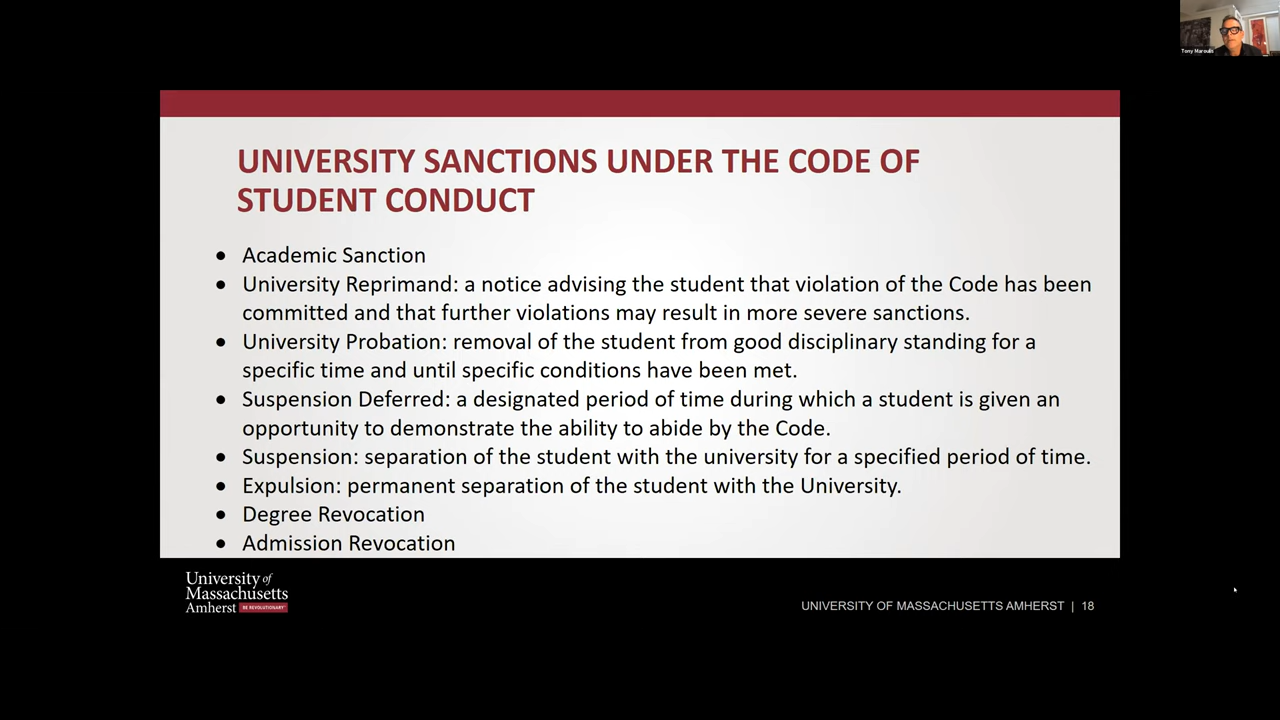 Tony Maroulis
UNIVERSITY SANCTIONS UNDER THE CODE OF
STUDENT CONDUCT
• Academic Sanction
• University Reprimand: a notice advising the student that violation of the Code has been
committed and that further violations may result in more severe sanctions.
• University Probation: removal of the student from good disciplinary standing for a
specific time and until specific conditions have been met.
• Suspension Deferred: a designated period of time during which a student is given an
opportunity to demonstrate the ability to abide by the Code.
• Suspension: separation of the student with the university for a specified period of time.
• Expulsion: permanent separation of the student with the University.
• Degree Revocation
• Admission Revocation
University of
Massachusetts
Amherst BE REVOLUTIONARY™
UNIVERSITY OF MASSACHUSETTS AMHERST | 18